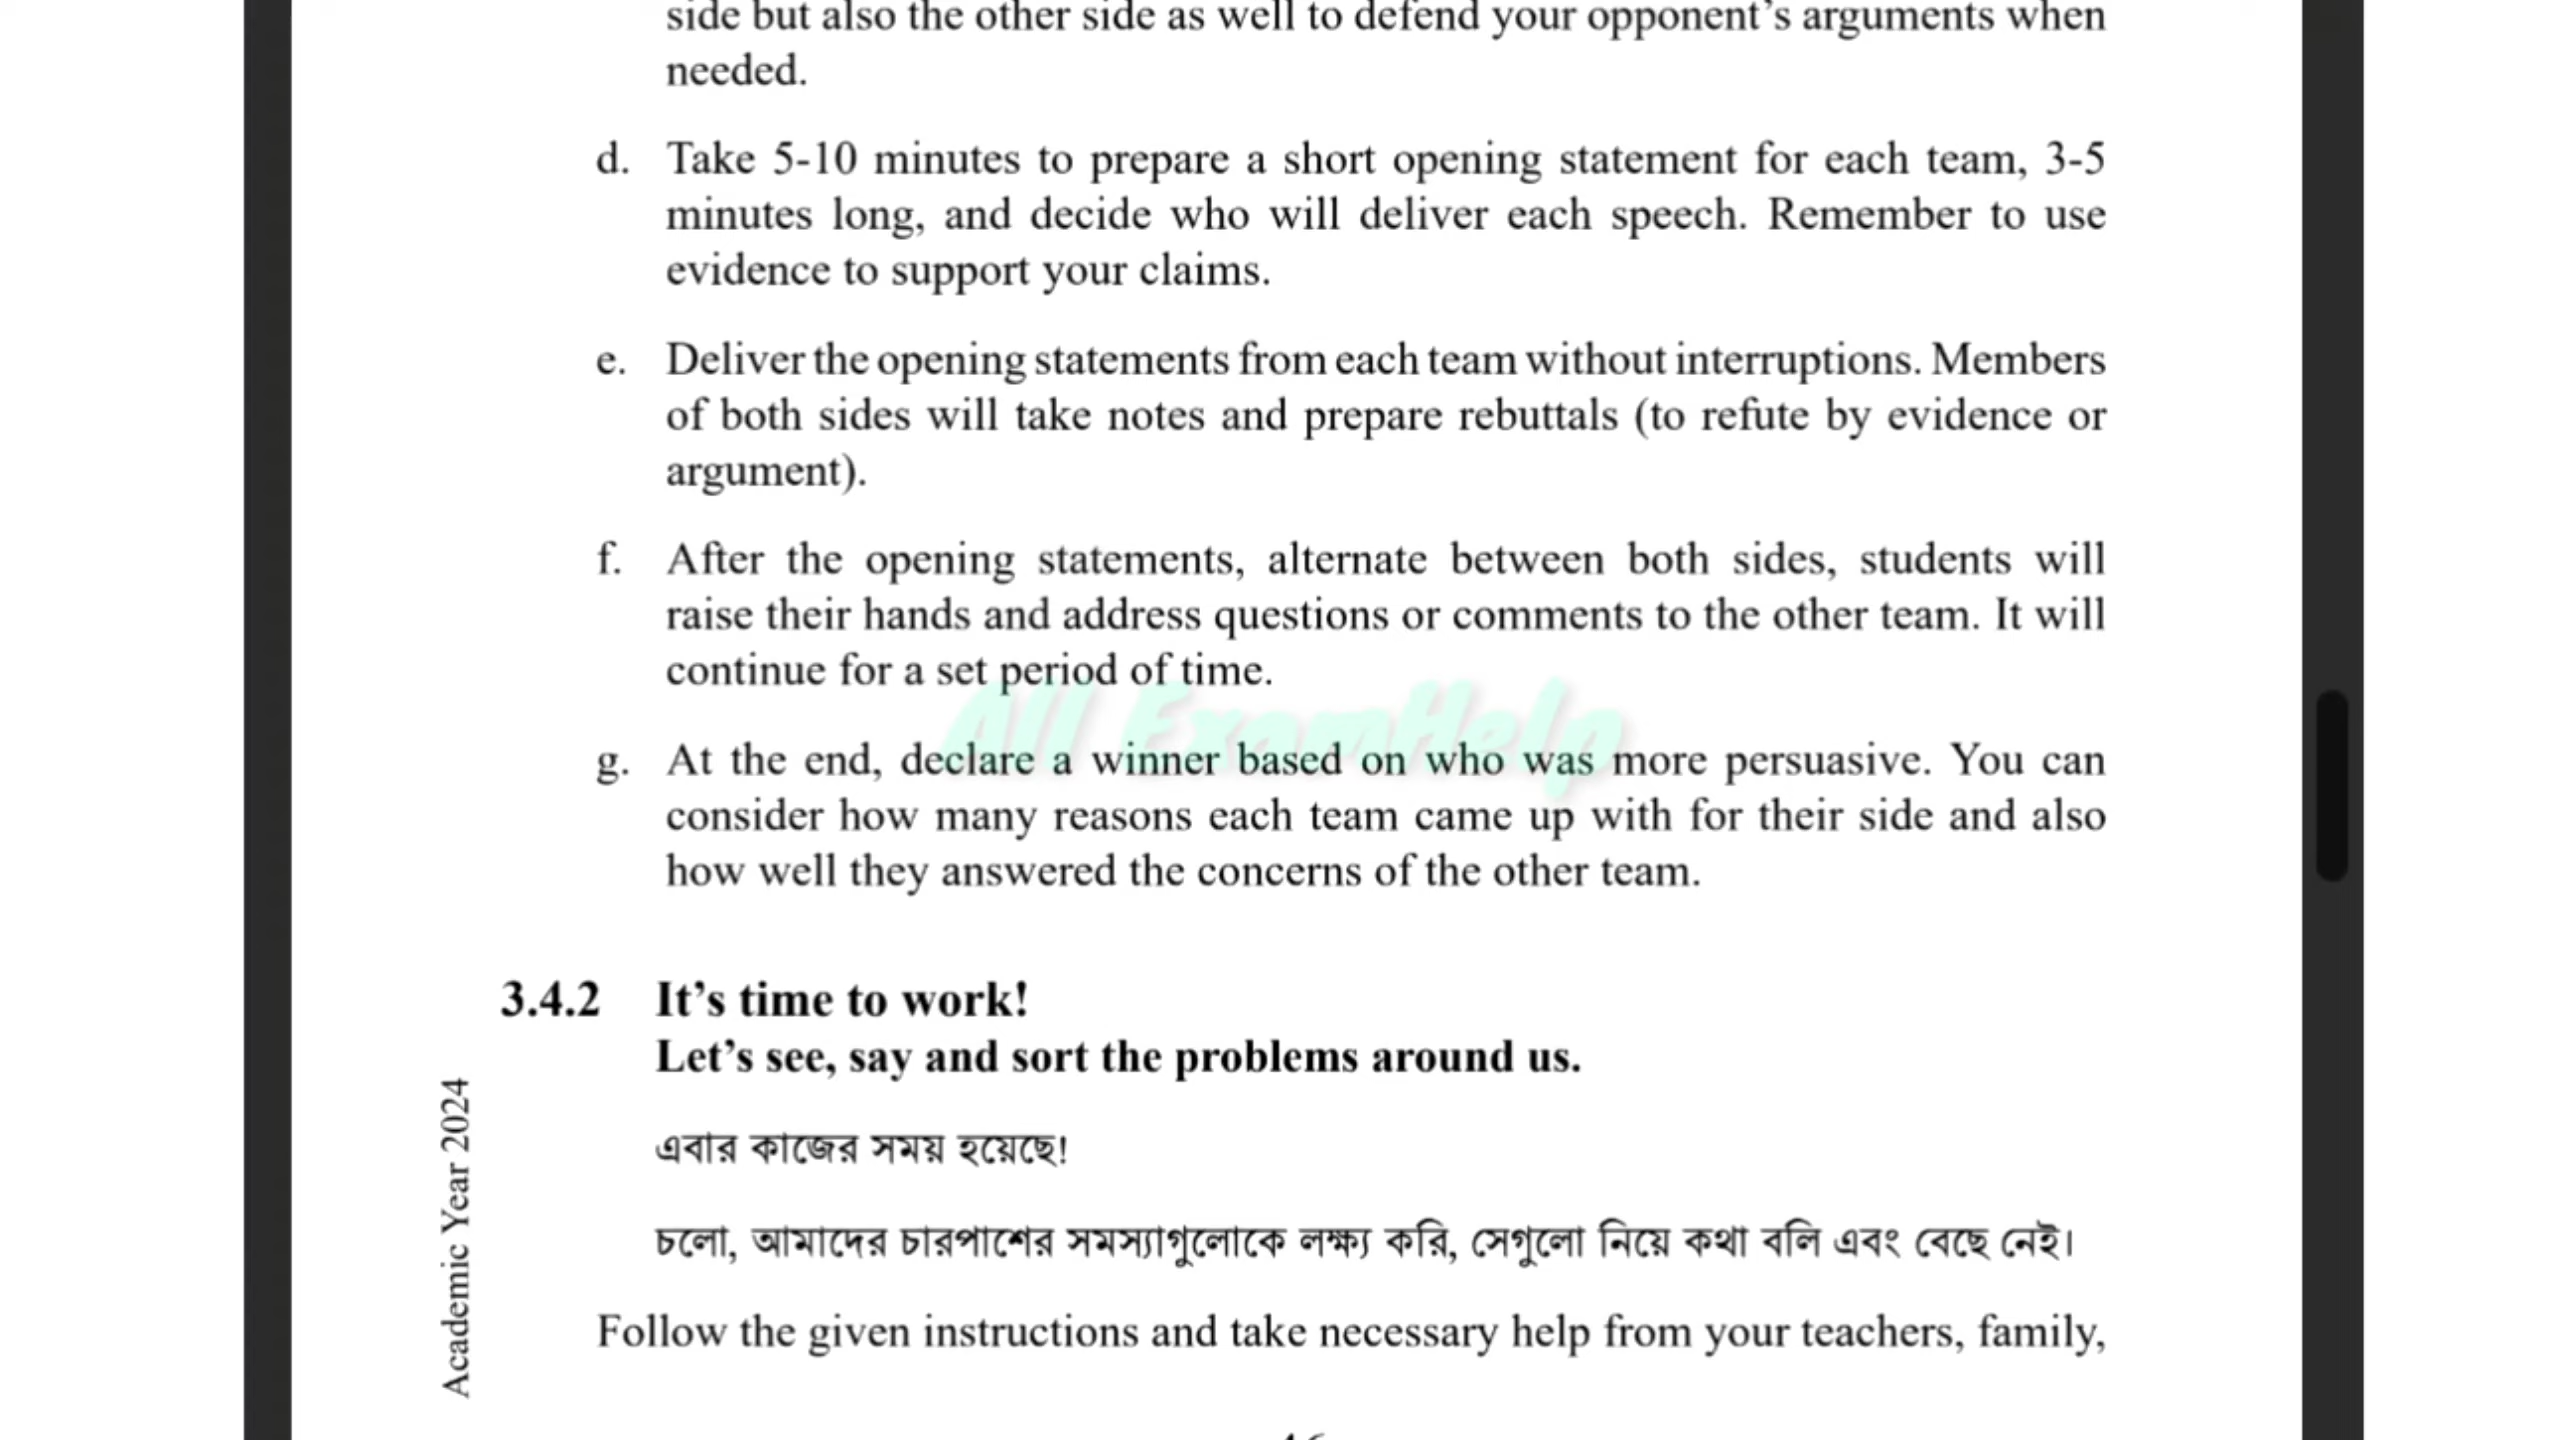 side but also the other side as well to defend your opponent's arguments when
needed.
d. Take 5-10 minutes to prepare a short opening statement for each team, 3-5
minutes long, and decide who will deliver each speech. Remember to use
evidence to support your claims.
e. Deliver the opening statements from each team without interruptions. Members
of both sides will take notes and prepare rebuttals (to refute by evidence or
argument).
f. After the opening statements, alternate between both sides, students will
raise their hands and address questions or comments to the other team. It will
continue for a set period of time.
All ExamHelp
g. At the end, declare a winner based on who was more persuasive. You can
consider how many reasons each team came up with for their side and also
how well they answered the concerns of the other team.
3.4.2 It's time to work!
Let's see, say and sort the problems around us.
এবার কাজের সময় হয়েছে!
চলো, আমাদের চারপাশের সমস্যাগুলোকে লক্ষ্য করি, সেগুলো নিয়ে কথা বলি এবং বেছে নেই।
Follow the given instructions and take necessary help from your teachers, family,
Academic Year 2024